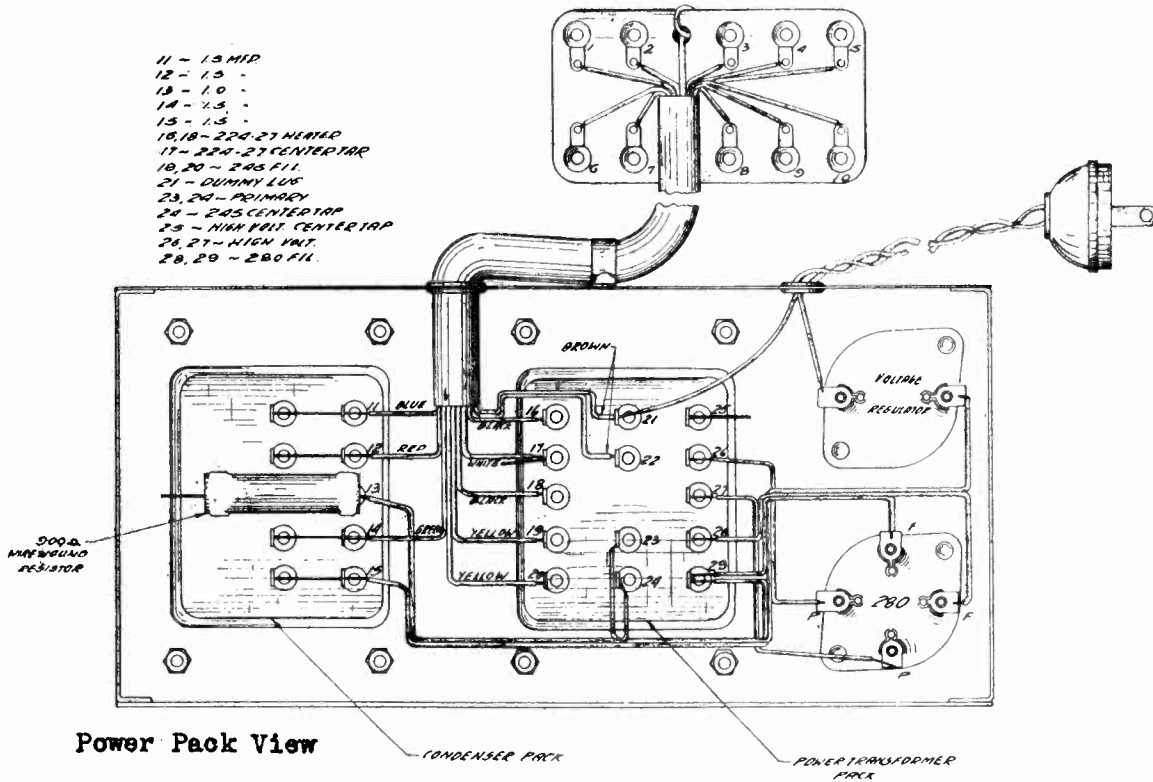 11 ~ 1.5 MFD.
12 ~ 1.5 "
13 ~ 1.0 "
14 ~ 1.5 "
15 ~ 1.5 "
16,18 ~ 224-27 HEATER
17 ~ 224-27 CENTER TAP
19,20 ~ 245 FIL.
21 ~ DUMMY LUG
23,24 ~ PRIMARY
24 ~ 245 CENTER TAP
25 ~ HIGH VOLT. CENTER TAP
26,27 ~ HIGH VOLT.
28,29 ~ 280 FIL.
1 2 3 4 5
6 7 8 9 10
BROWN
VOLTAGE
REGULATOR
11 BLUE
BLACK 16 21 25
12 RED
WHITE 17 22 26
13
BLACK 18 27
14 GREEN
YELLOW 19 23 28
15
YELLOW 20 24 29
F
P 280 F
P
900Ω
WIREWOUND
RESISTOR
Power Pack View
CONDENSER PACK
POWER TRANSFORMER
PACK